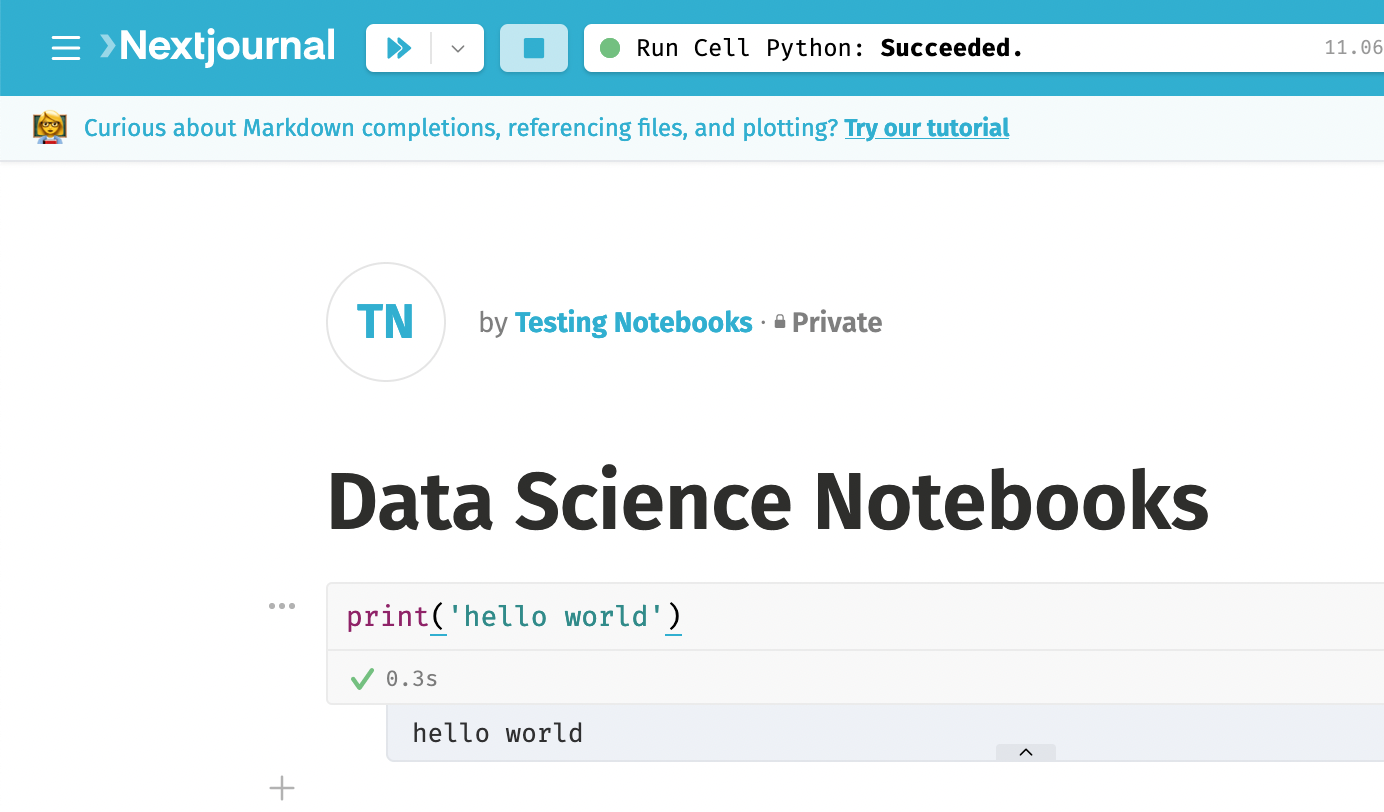 Nextjournal
Run Cell Python: Succeeded.
11.06
Curious about Markdown completions, referencing files, and plotting? Try our tutorial
TN
by Testing Notebooks · Private
Data Science Notebooks
print('hello world')
0.3s
hello world